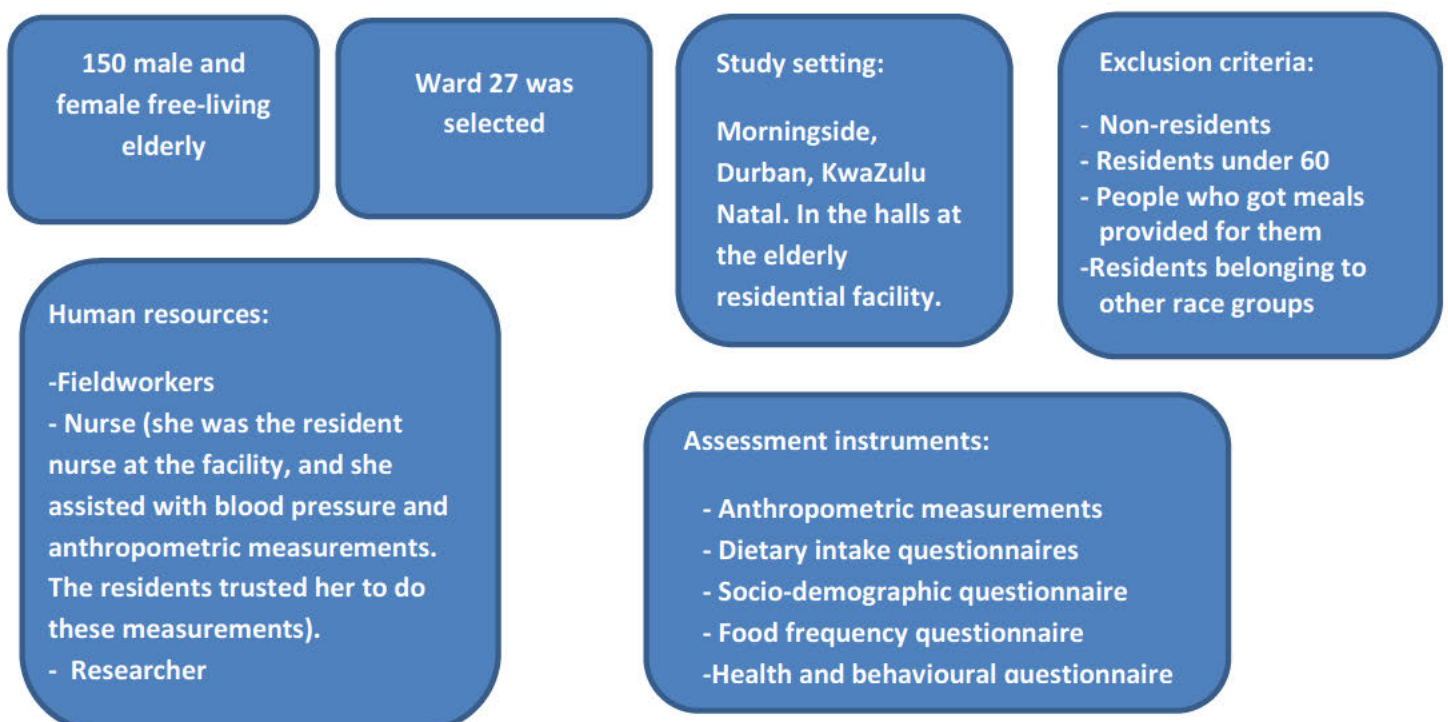 150 male and
female free-living
elderly
Ward 27 was
selected
Study setting:
Morningside,
Durban, KwaZulu
Natal. In the halls at
the elderly
residential facility.
Exclusion criteria:
- Non-residents
- Residents under 60
- People who got meals
provided for them
-Residents belonging to
other race groups
Human resources:
-Fieldworkers
- Nurse (she was the resident
nurse at the facility, and she
assisted with blood pressure and
anthropometric measurements.
The residents trusted her to do
these measurements).
- Researcher
Assessment instruments:
- Anthropometric measurements
- Dietary intake questionnaires
- Socio-demographic questionnaire
- Food frequency questionnaire
-Health and behavioural questionnaire